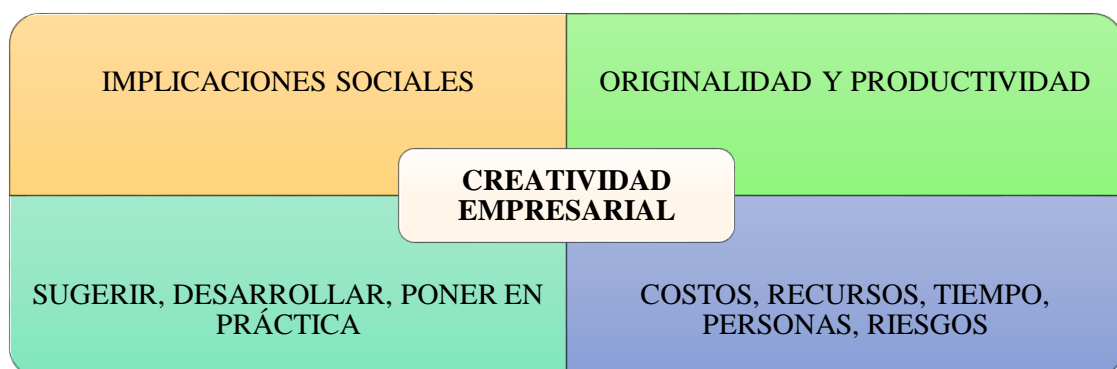 IMPLICACIONES SOCIALES
ORIGINALIDAD Y PRODUCTIVIDAD
CREATIVIDAD
EMPRESARIAL
SUGERIR, DESARROLLAR, PONER EN
PRÁCTICA
COSTOS, RECURSOS, TIEMPO,
PERSONAS, RIESGOS